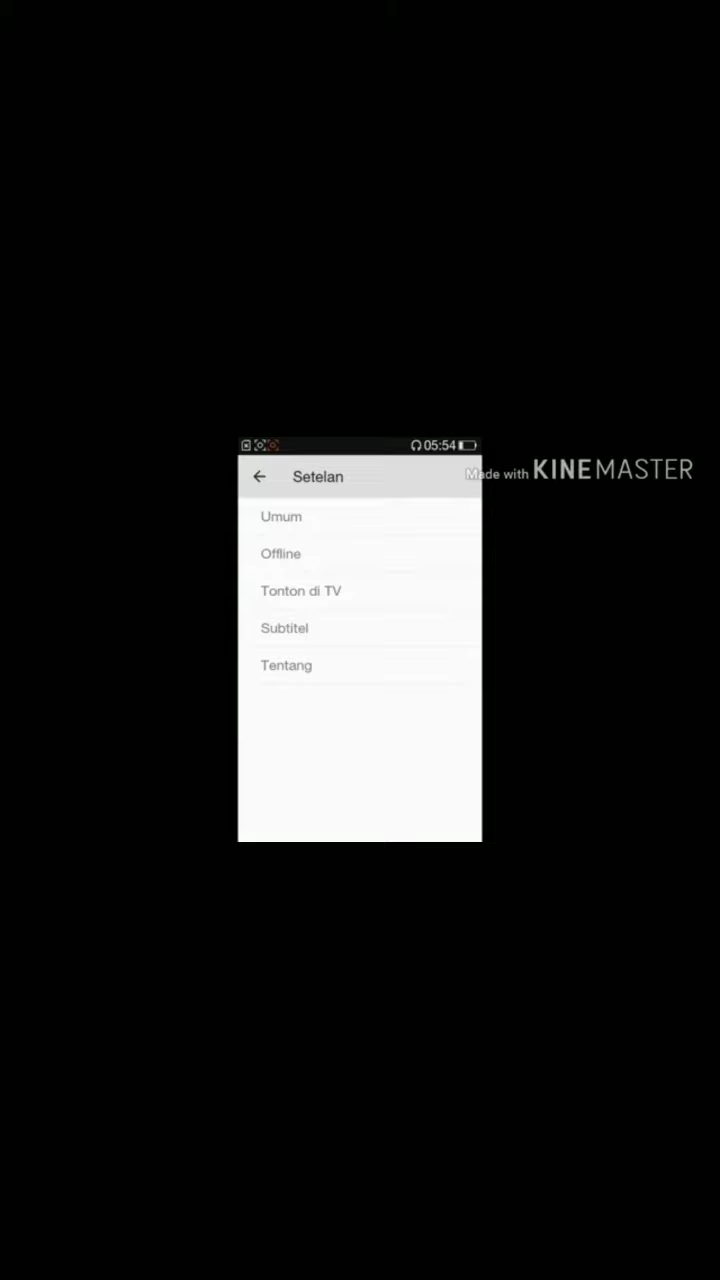 05:54
Setelan
Made with KINEMASTER
Umum
Offline
Tonton di TV
Subtitel
Tentang